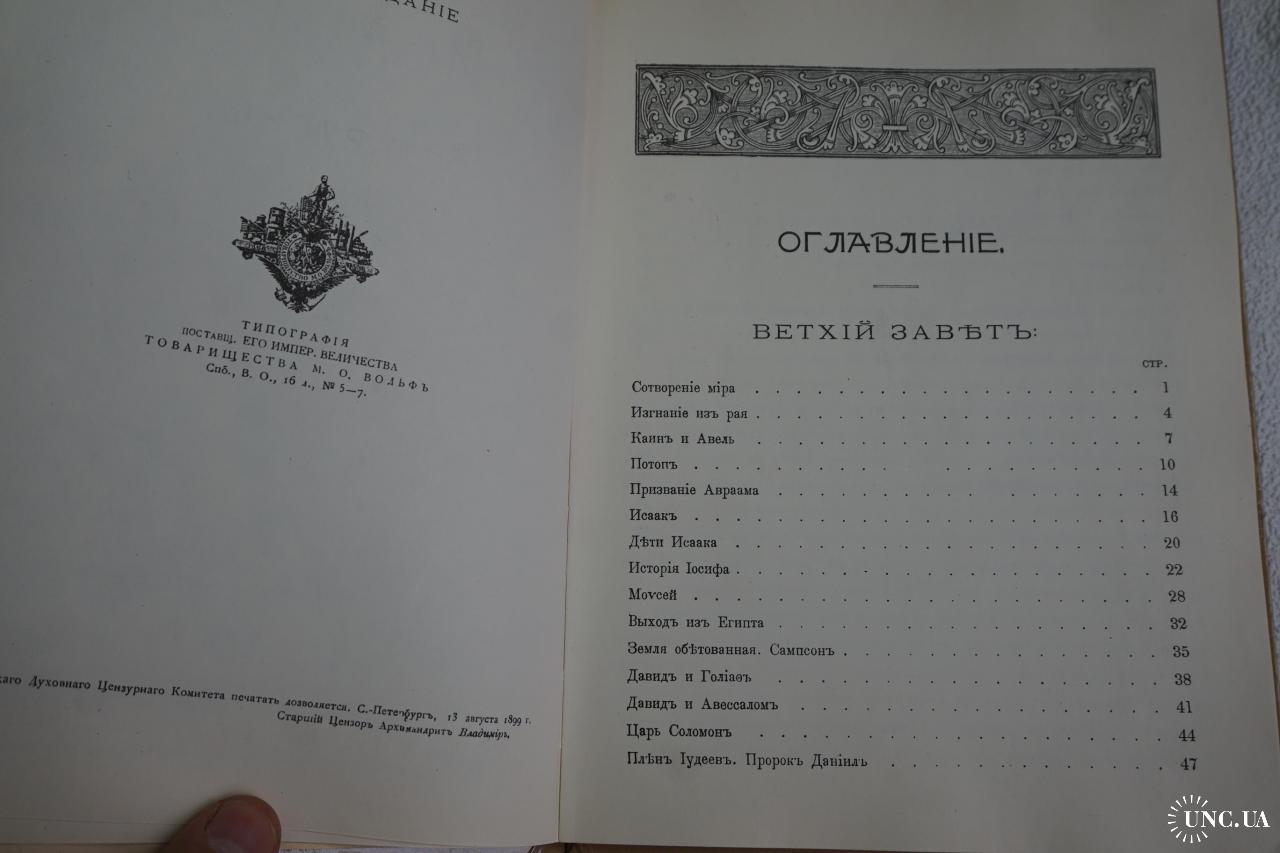 ТИПОГРАФІЯ
ПОСТАВЩ. ЕГО ИМПЕР. ВЕЛИЧЕСТВА
ТОВАРИЩЕСТВА М. О. ВОЛЬФЪ
Спб., В. О., 16 л., № 5—7.
Духовнаго Цензурнаго Комитета печатать дозволяется. С.-Петербургъ, 13 августа 1899 г.
Старшій Цензоръ Архимандритъ Владиміръ.
ОГЛАВЛЕНІЕ.
ВЕТХІЙ ЗАВѢТЪ:
СТР.
Сотвореніе міра . . . . . . . . . . . . . . . 1
Изгнаніе изъ рая . . . . . . . . . . . . . . . 4
Каинъ и Авель . . . . . . . . . . . . . . . 7
Потопъ . . . . . . . . . . . . . . . 10
Призваніе Авраама . . . . . . . . . . . . . . . 14
Исаакъ . . . . . . . . . . . . . . . 16
Дѣти Исаака . . . . . . . . . . . . . . . 20
Исторія Іосифа . . . . . . . . . . . . . . . 22
Моѵсей . . . . . . . . . . . . . . . 28
Выходъ изъ Египта . . . . . . . . . . . . . . . 32
Земля обѣтованная. Сампсонъ . . . . . . . . . . . . 35
Давидъ и Голіаѳъ . . . . . . . . . . . . . . 38
Давидъ и Авессаломъ . . . . . . . . . . . . . 41
Царь Соломонъ . . . . . . . . . . . . . . . 44
Плѣнъ Іудеевъ. Пророкъ Даніилъ . . . . . . . . . . 47
UNC.UA